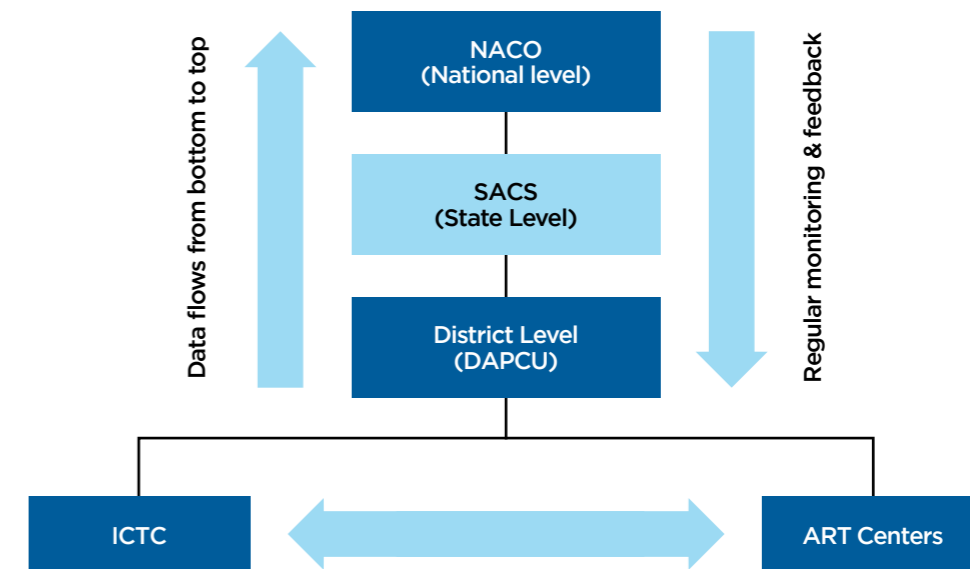 Data flows from bottom to top
NACO
(National level)
SACS
(State Level)
District Level
(DAPCU)
Regular monitoring & feedback
ICTC
ART Centers